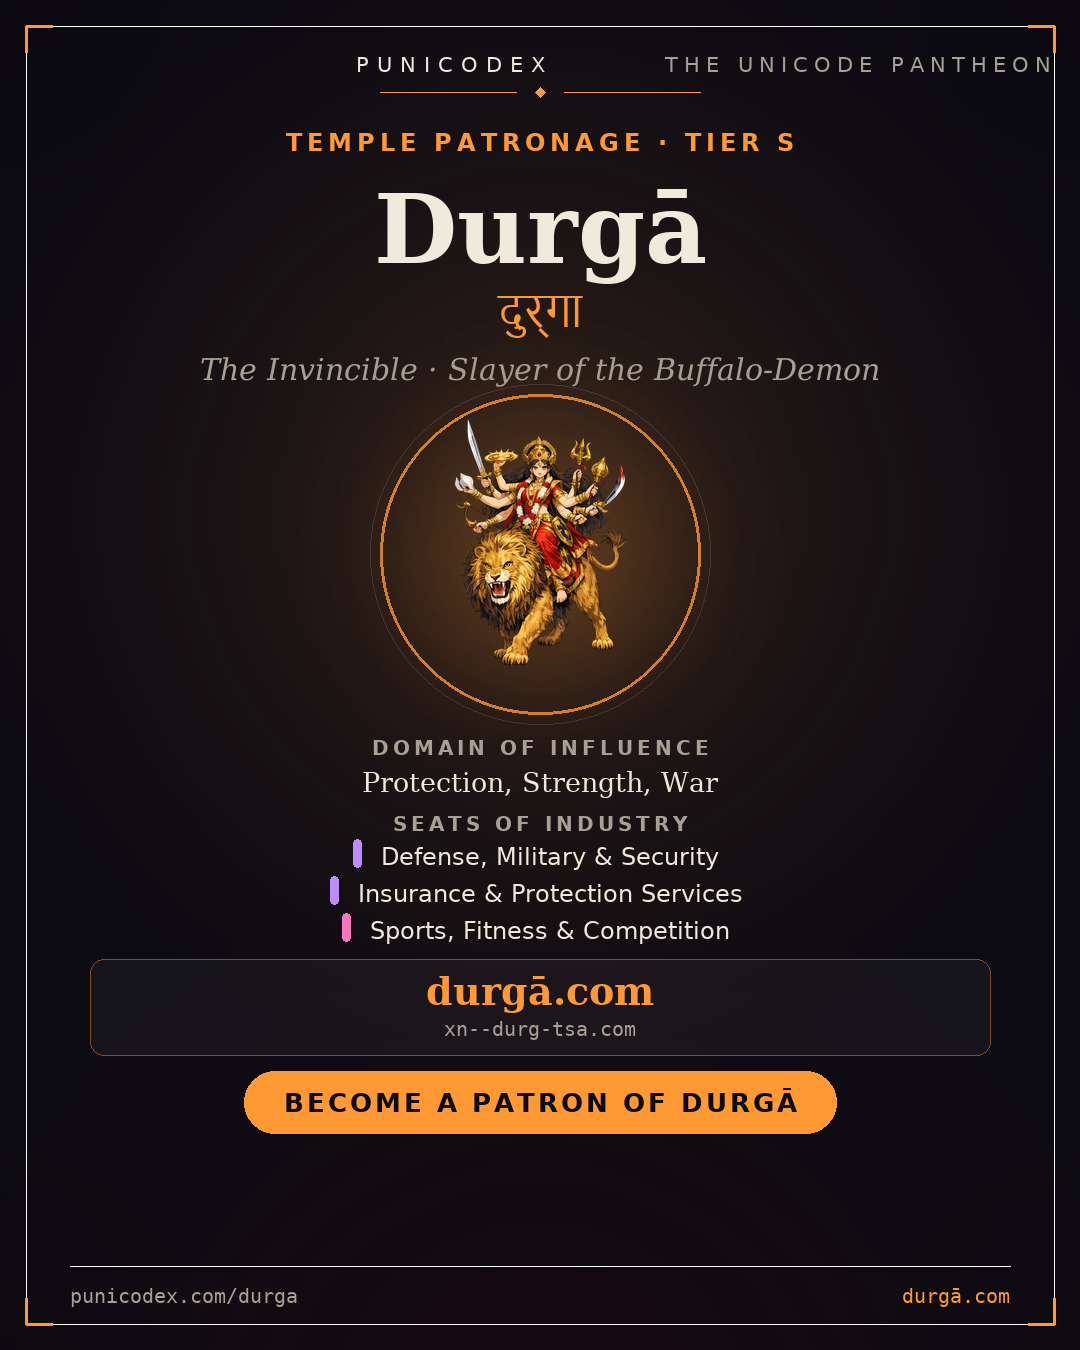 PUNICODEX THE UNICODE PANTHEON
TEMPLE PATRONAGE · TIER S
Durgā
दुर्‌गा
The Invincible · Slayer of the Buffalo-Demon
DOMAIN OF INFLUENCE
Protection, Strength, War
SEATS OF INDUSTRY
Defense, Military & Security
Insurance & Protection Services
Sports, Fitness & Competition
durgā.com
xn--durg-tsa.com
BECOME A PATRON OF DURGĀ
punicodex.com/durga durgā.com